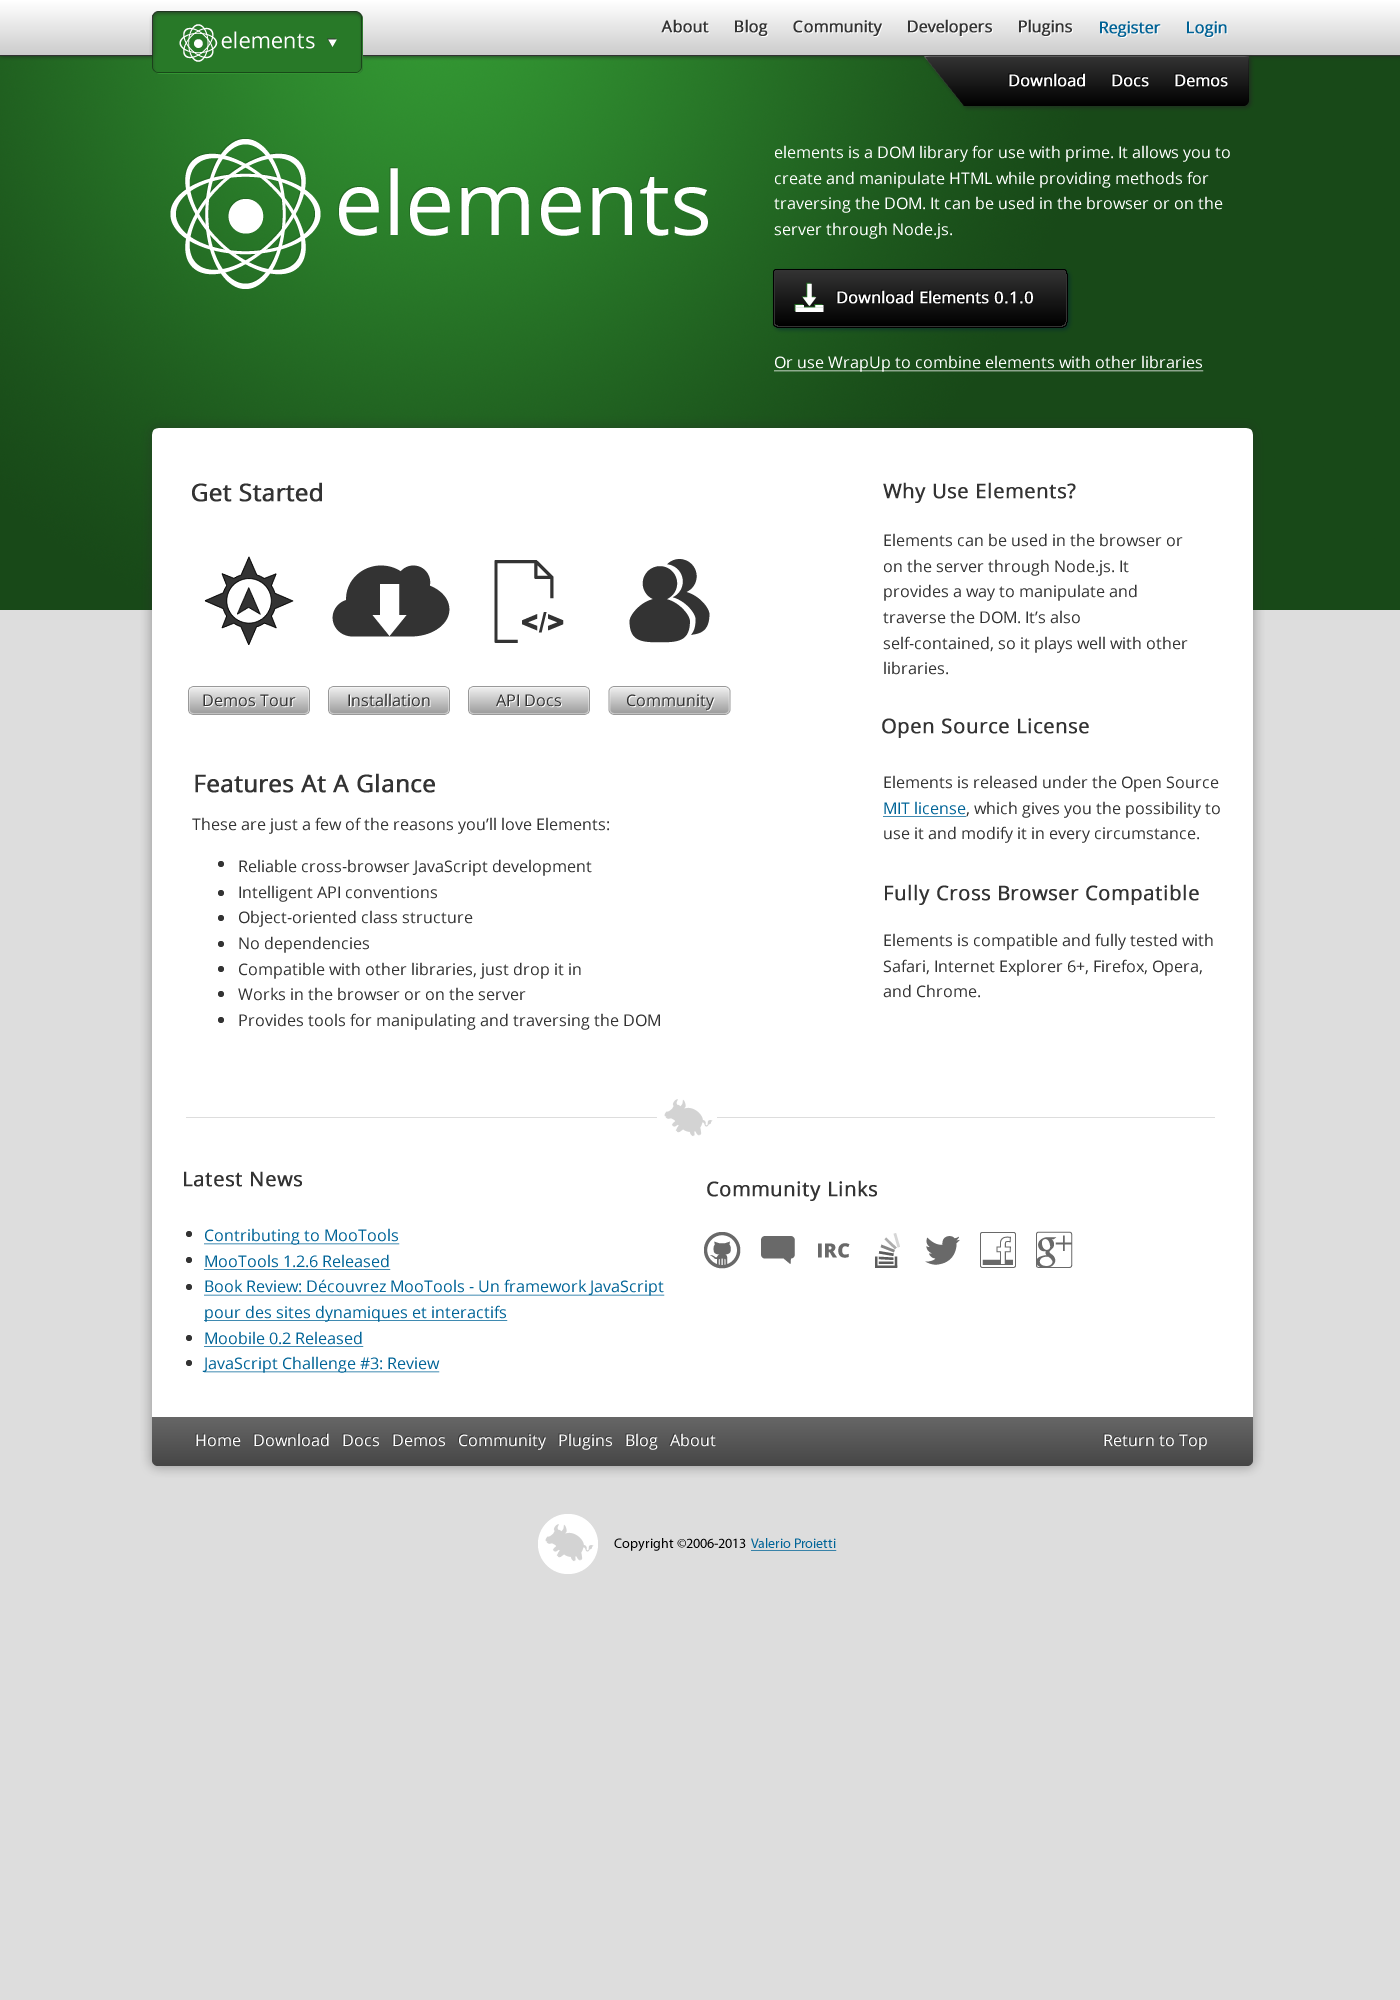 elements ▼
About Blog Community Developers Plugins Register Login
Download Docs Demos
elements
elements is a DOM library for use with prime. It allows you to
create and manipulate HTML while providing methods for
traversing the DOM. It can be used in the browser or on the
server through Node.js.
Download Elements 0.1.0
Or use WrapUp to combine elements with other libraries
Get Started
</>
Demos Tour
Installation
API Docs
Community
Features At A Glance
These are just a few of the reasons you’ll love Elements:
• Reliable cross-browser JavaScript development
• Intelligent API conventions
• Object-oriented class structure
• No dependencies
• Compatible with other libraries, just drop it in
• Works in the browser or on the server
• Provides tools for manipulating and traversing the DOM
Why Use Elements?
Elements can be used in the browser or
on the server through Node.js. It
provides a way to manipulate and
traverse the DOM. It’s also
self-contained, so it plays well with other
libraries.
Open Source License
Elements is released under the Open Source
MIT license, which gives you the possibility to
use it and modify it in every circumstance.
Fully Cross Browser Compatible
Elements is compatible and fully tested with
Safari, Internet Explorer 6+, Firefox, Opera,
and Chrome.
Latest News
• Contributing to MooTools
• MooTools 1.2.6 Released
• Book Review: Découvrez MooTools - Un framework JavaScript
pour des sites dynamiques et interactifs
• Moobile 0.2 Released
• JavaScript Challenge #3: Review
Community Links
IRC
f
g+
Home Download Docs Demos Community Plugins Blog About
Return to Top
Copyright ©2006-2013 Valerio Proietti